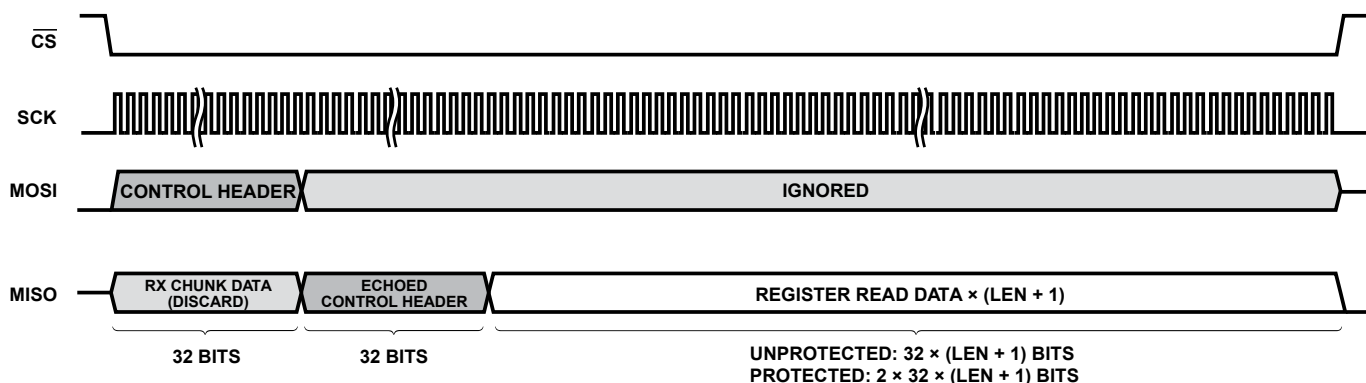 CS
SCK
MOSI
CONTROL HEADER
IGNORED
MISO
RX CHUNK DATA
(DISCARD)
ECHOED
CONTROL HEADER
REGISTER READ DATA × (LEN + 1)
32 BITS
32 BITS
UNPROTECTED: 32 × (LEN + 1) BITS
PROTECTED: 2 × 32 × (LEN + 1) BITS